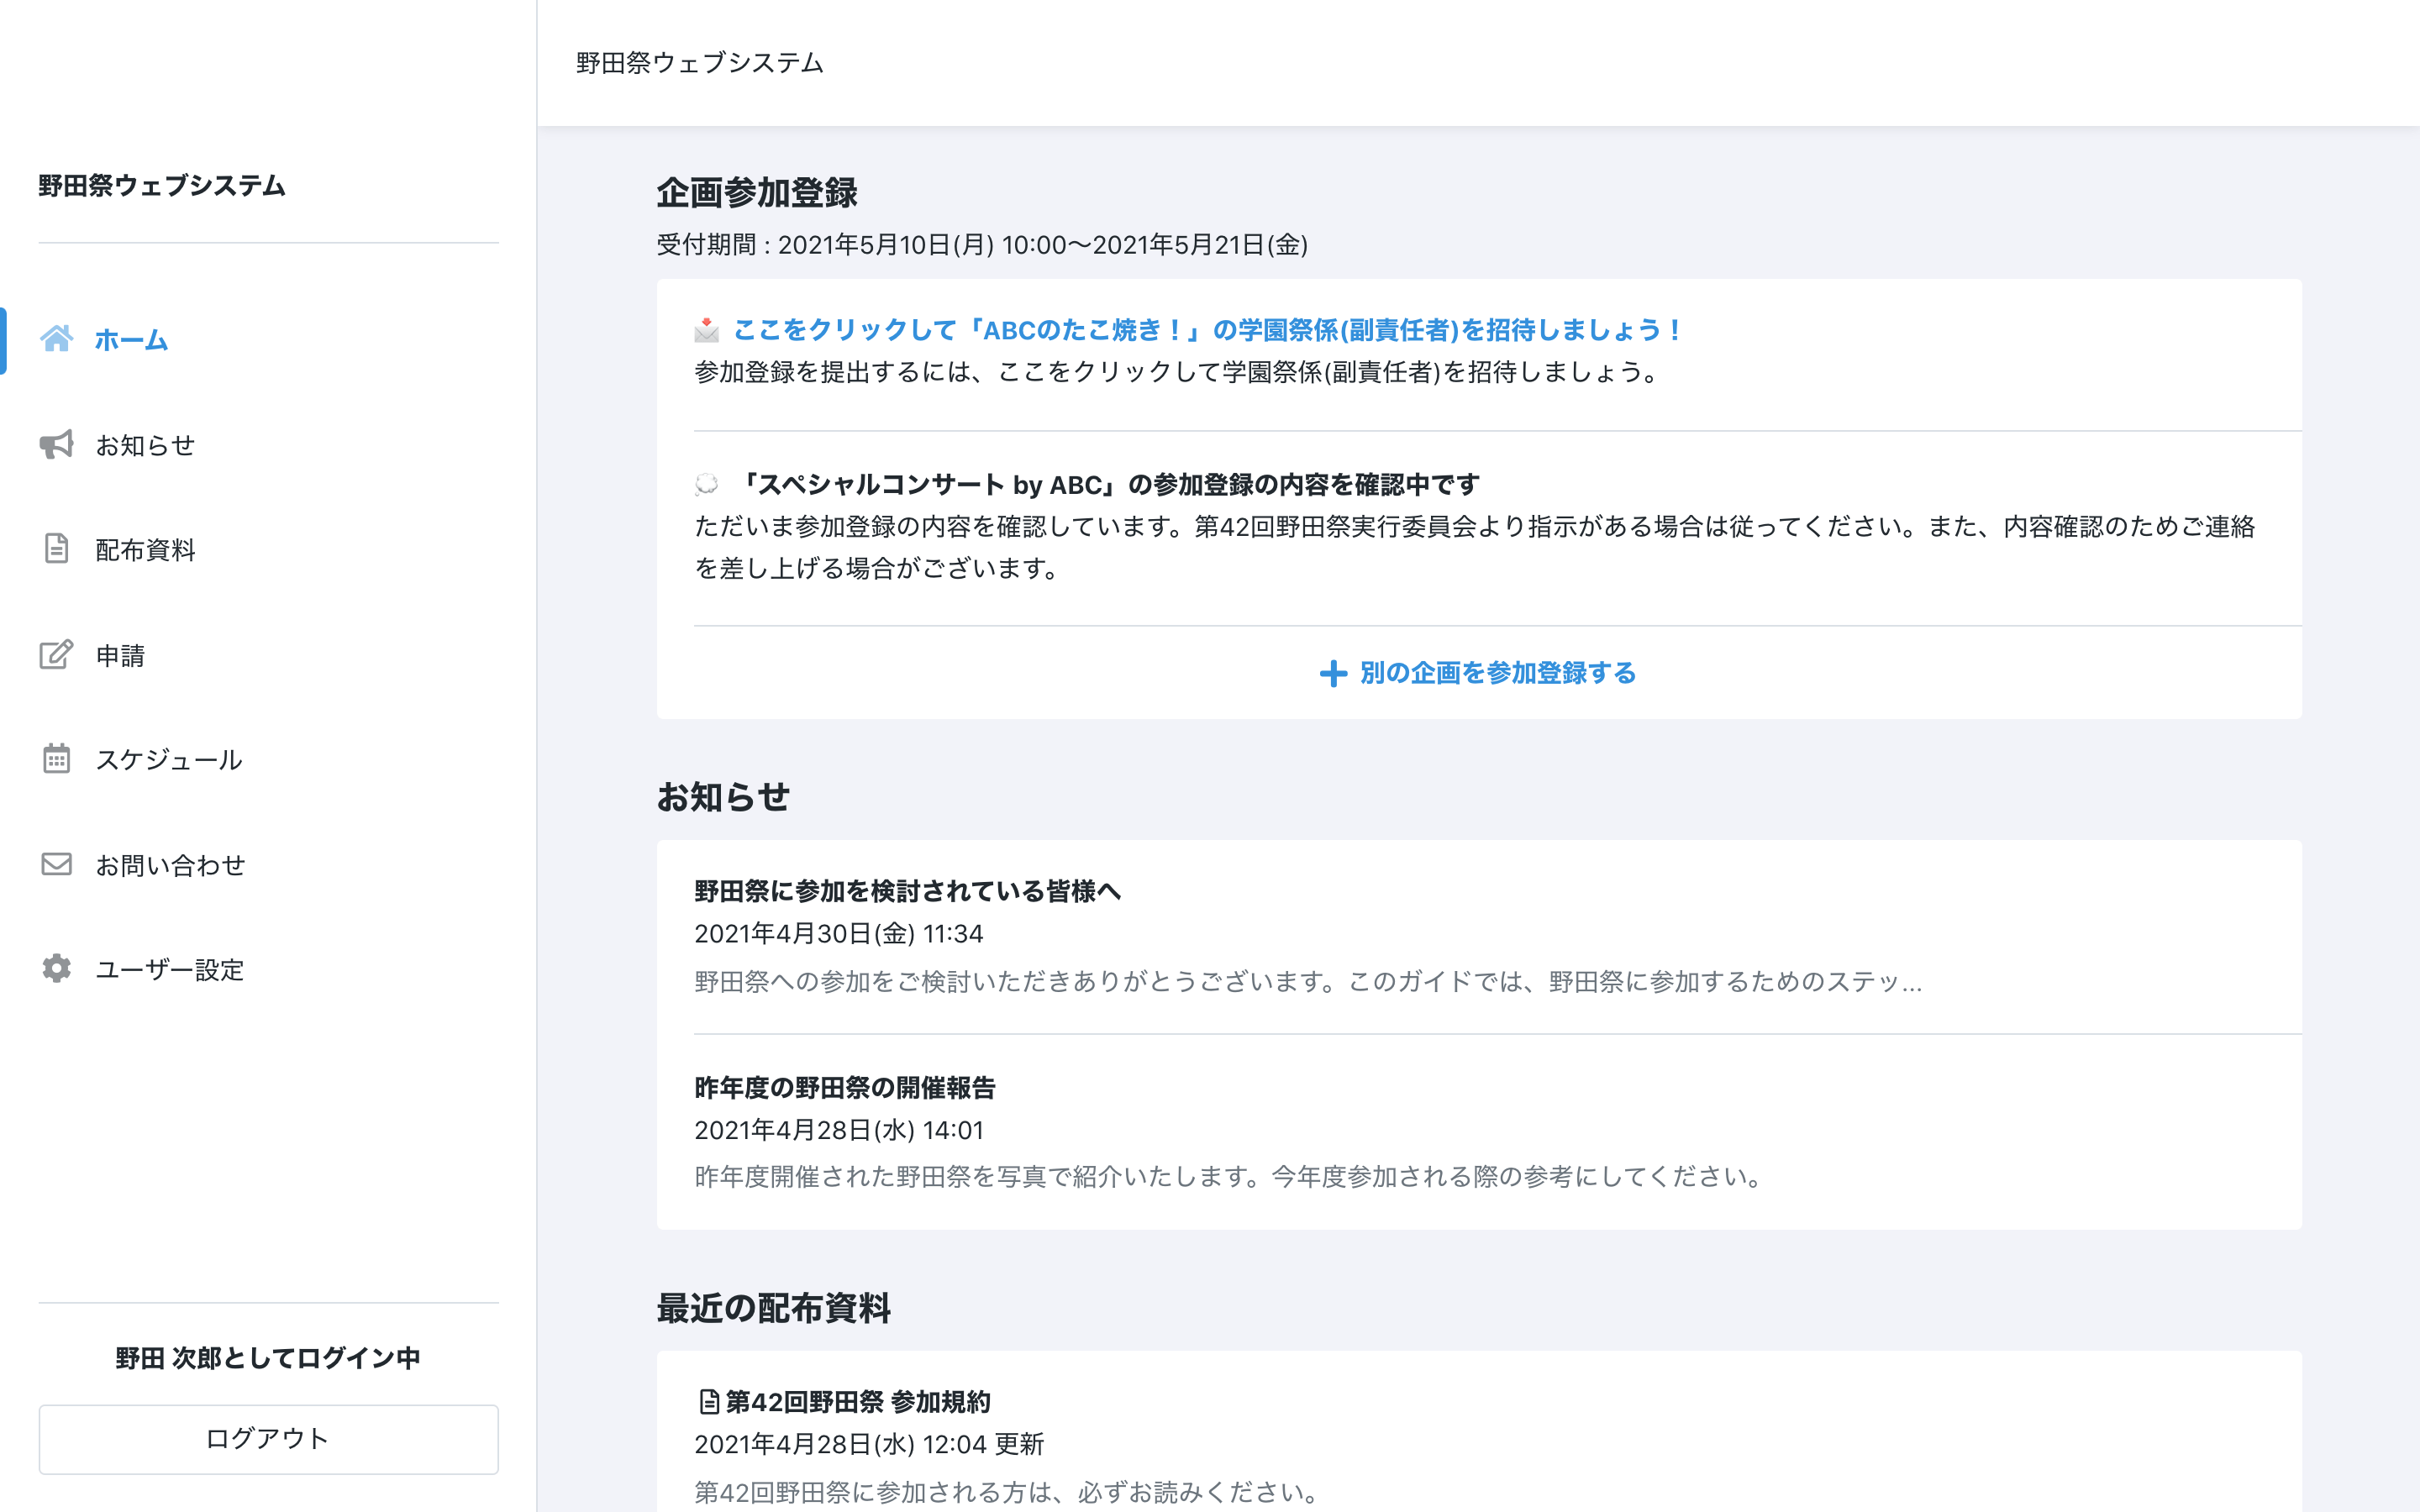 野田祭ウェブシステム
ホーム
お知らせ
配布資料
申請
スケジュール
お問い合わせ
ユーザー設定
野田 次郎としてログイン中
ログアウト
野田祭ウェブシステム
企画参加登録
受付期間 : 2021年5月10日(月) 10:00〜2021年5月21日(金)
ここをクリックして「ABCのたこ焼き！」の学園祭係(副責任者)を招待しましょう！
参加登録を提出するには、ここをクリックして学園祭係(副責任者)を招待しましょう。
「スペシャルコンサート by ABC」の参加登録の内容を確認中です
ただいま参加登録の内容を確認しています。第42回野田祭実行委員会より指示がある場合は従ってください。また、内容確認のためご連絡
を差し上げる場合がございます。
別の企画を参加登録する
お知らせ
野田祭に参加を検討されている皆様へ
2021年4月30日(金) 11:34
野田祭への参加をご検討いただきありがとうございます。このガイドでは、野田祭に参加するためのステッ...
昨年度の野田祭の開催報告
2021年4月28日(水) 14:01
昨年度開催された野田祭を写真で紹介いたします。今年度参加される際の参考にしてください。
最近の配布資料
第42回野田祭 参加規約
2021年4月28日(水) 12:04 更新
第42回野田祭に参加される方は、必ずお読みください。